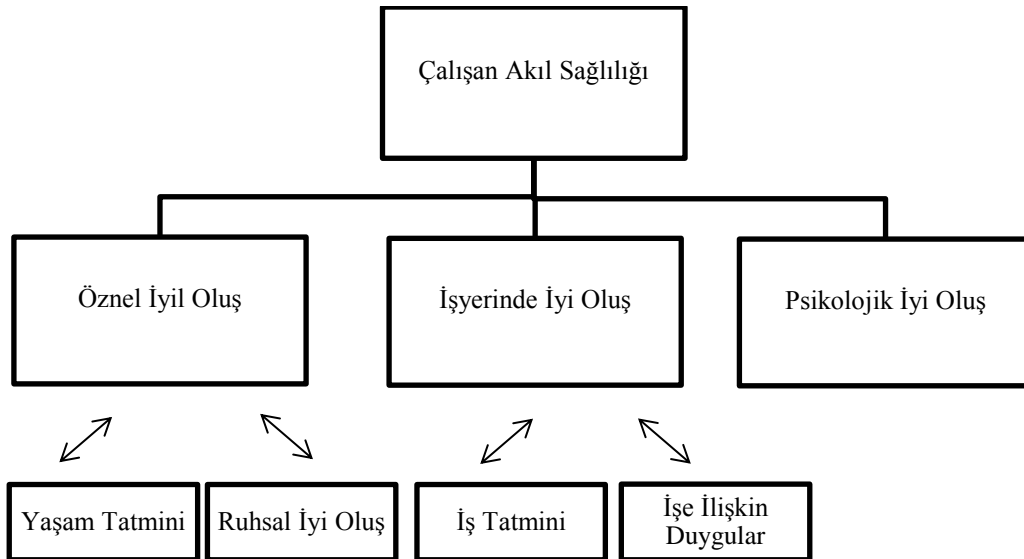 Çalışan Akıl Sağlılığı
Öznel İyil Oluş
İşyerinde İyi Oluş
Psikolojik İyi Oluş
Yaşam Tatmini
Ruhsal İyi Oluş
İş Tatmini
İşe İlişkin
Duygular